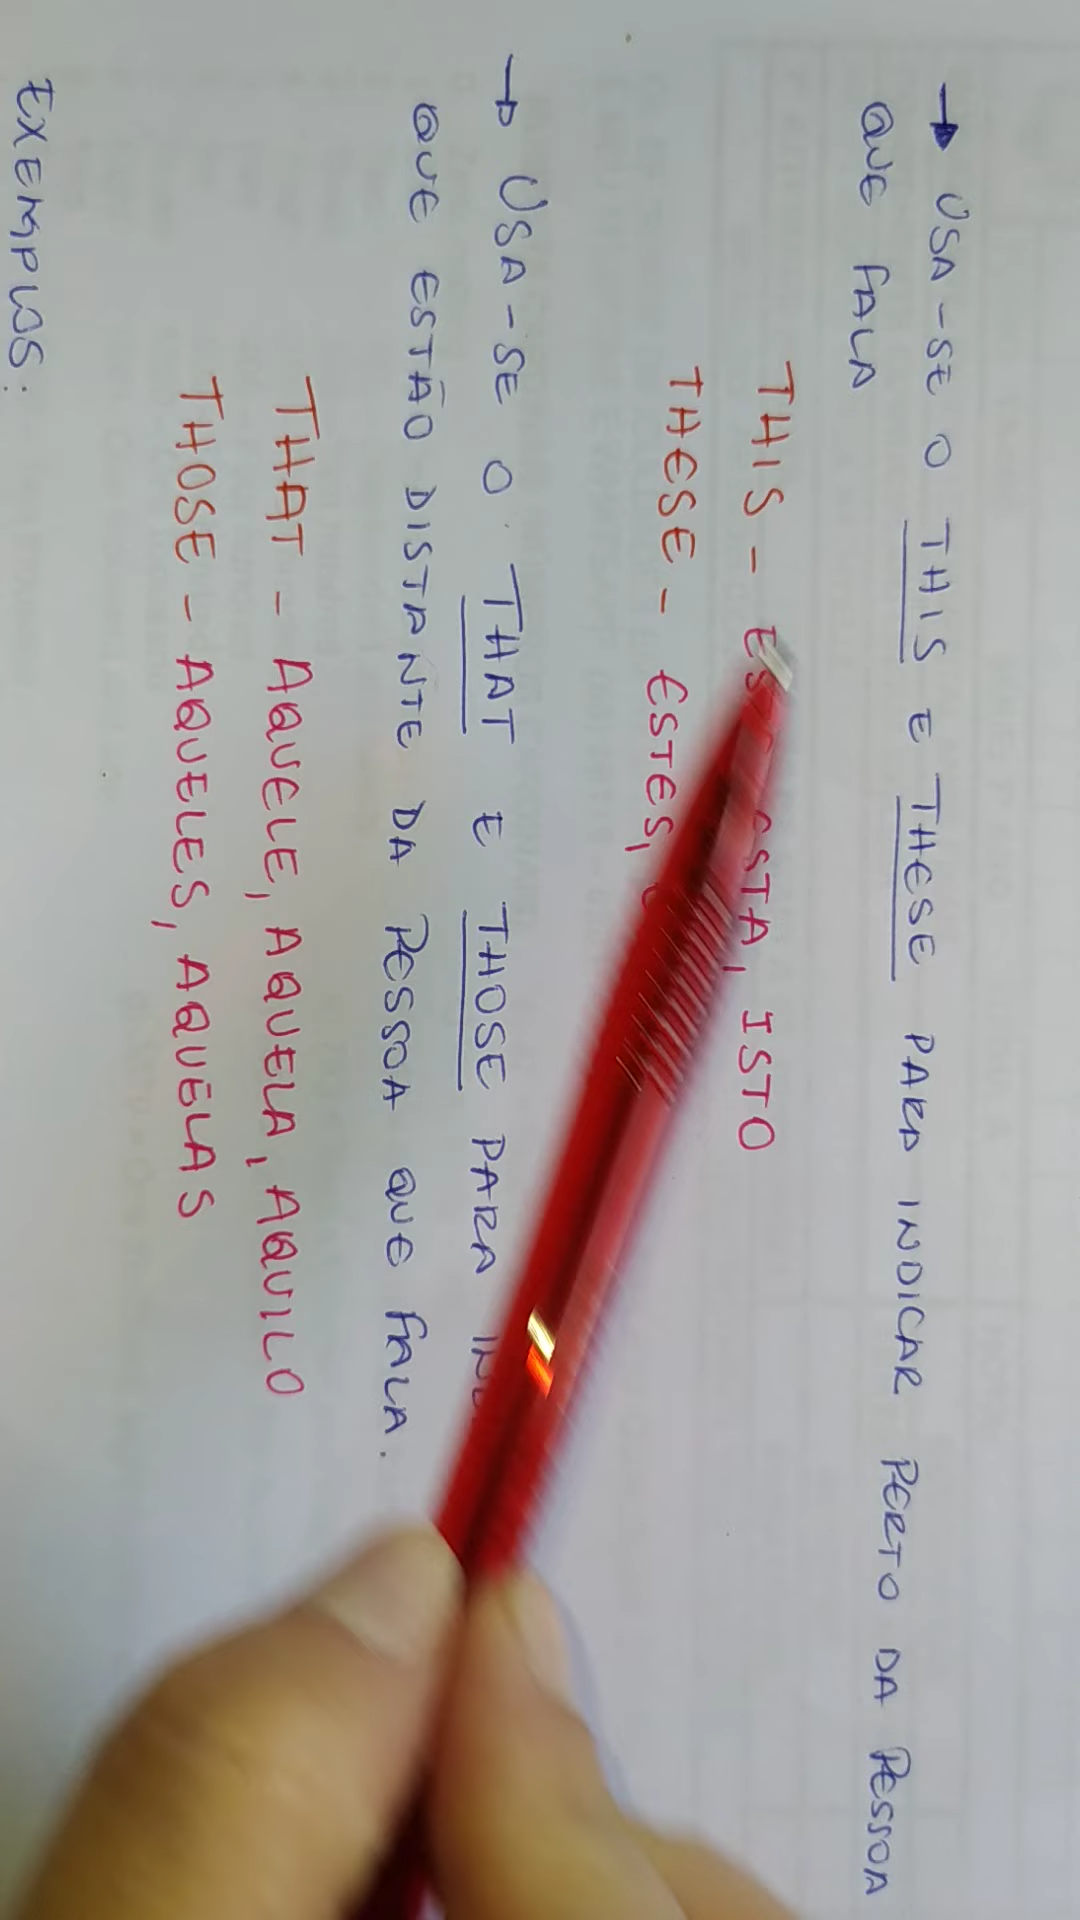 → USA-SE O THIS E THESE PARA INDICAR PERTO DA PESSOA
QUE FALA
THIS - ESTA, ISTO
THESE - ESTES,
→ USA-SE O THAT E THOSE PARA
QUE ESTÃO DISTANTE DA PESSOA QUE FALA.
THAT - AQUELE, AQUELA, AQUILO
THOSE - AQUELES, AQUELAS
EXEMPLOS: